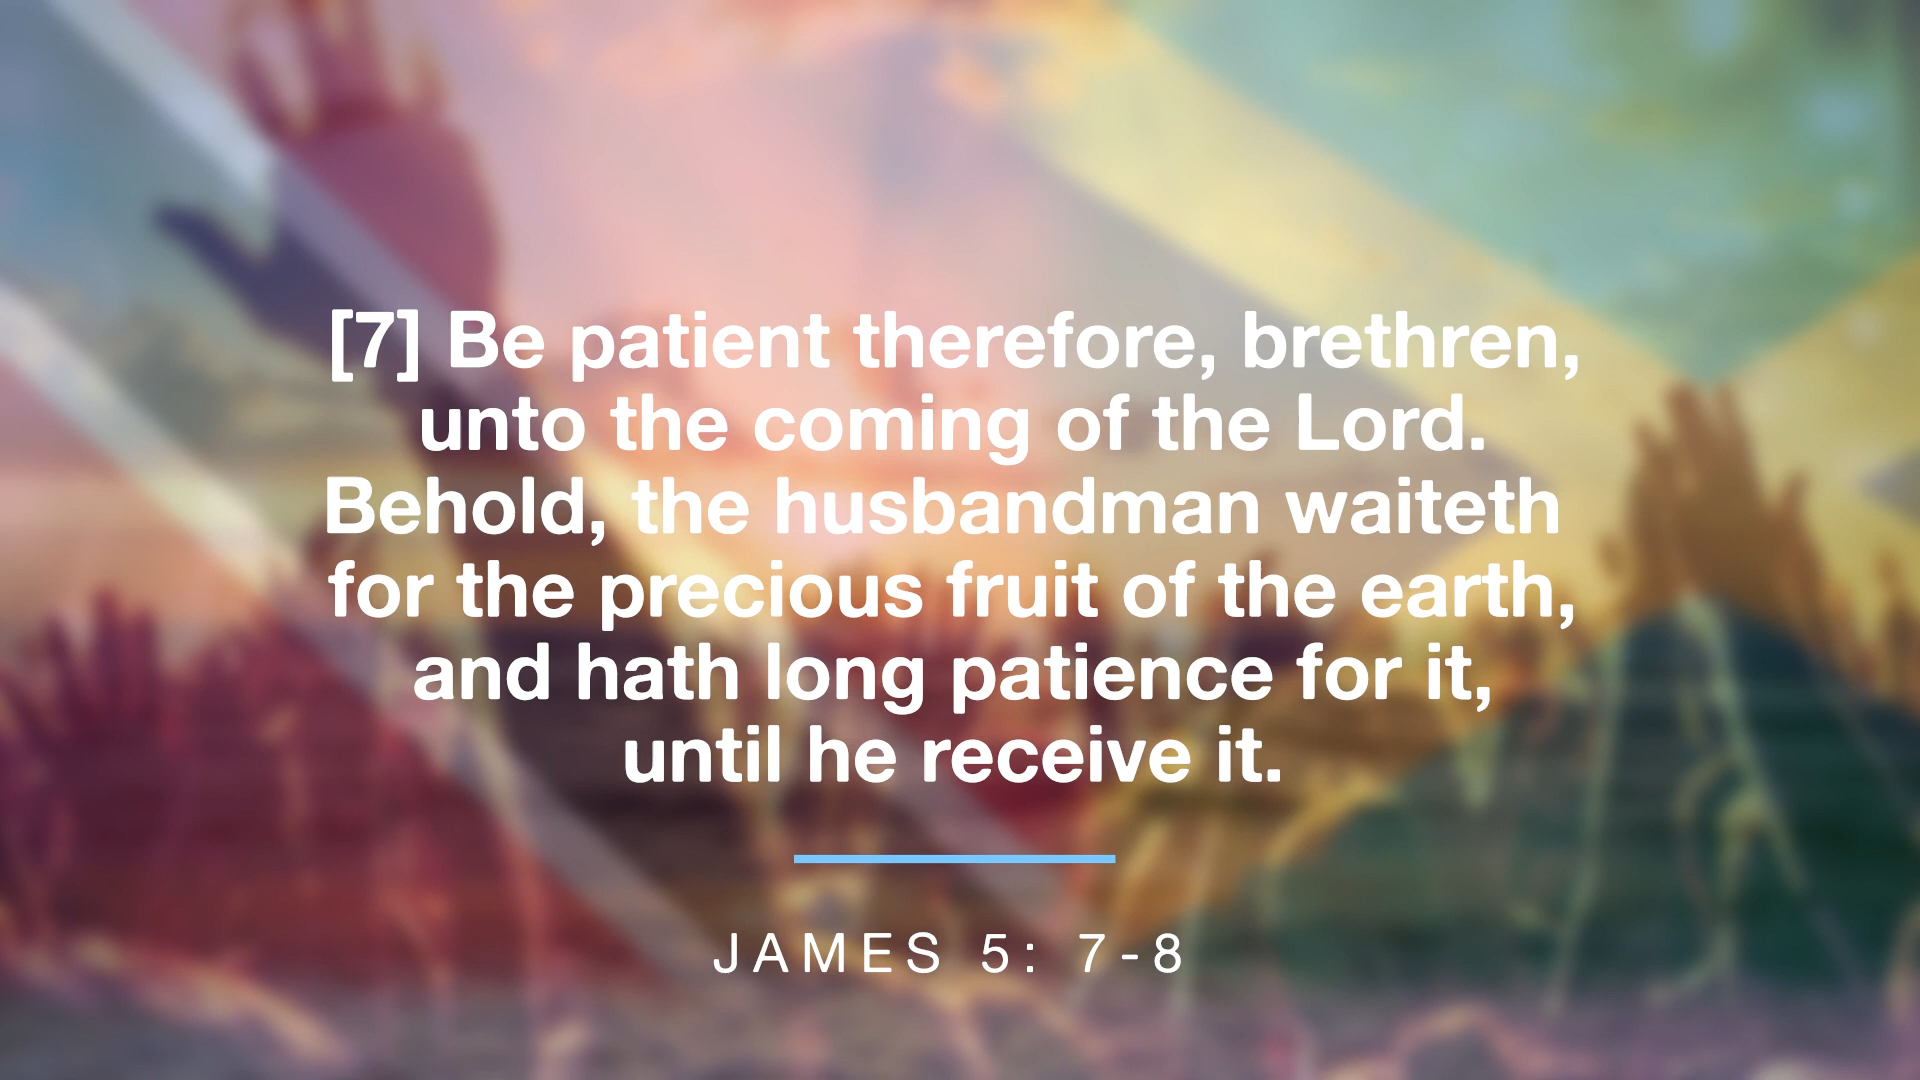 [7] Be patient therefore, brethren,
unto the coming of the Lord.
Behold, the husbandman waiteth
for the precious fruit of the earth,
and hath long patience for it,
until he receive it.
JAMES 5: 7-8